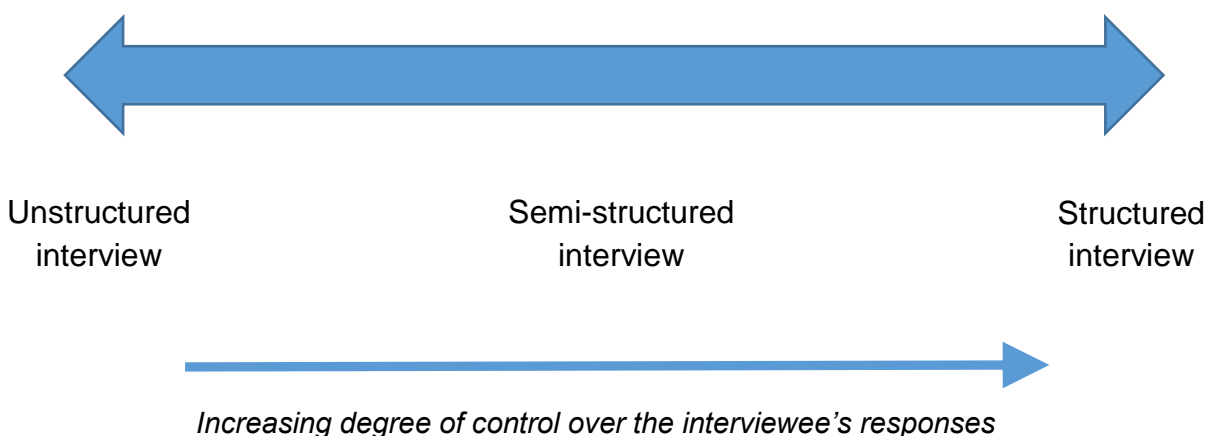 Unstructured interview
Semi-structured interview
Structured interview
Increasing degree of control over the interviewee's responses